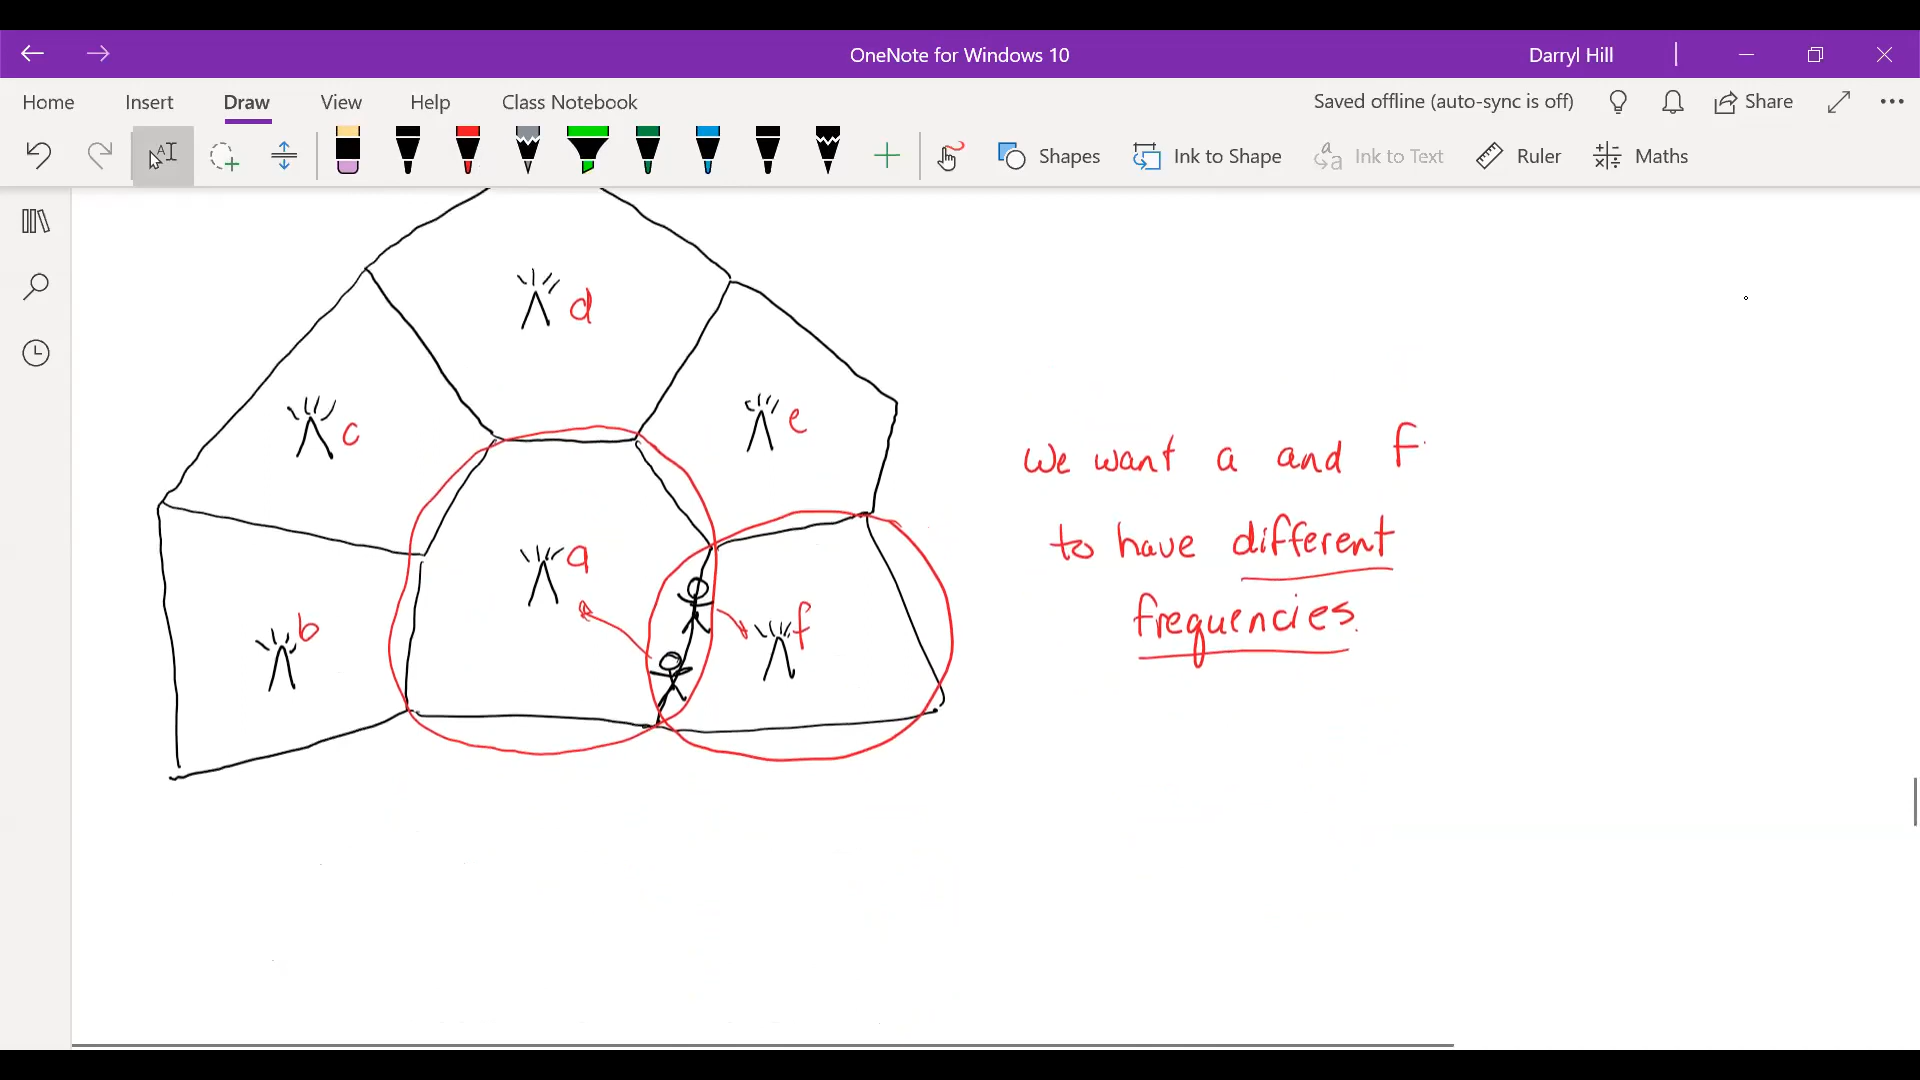 OneNote for Windows 10
Darryl Hill
Home Insert Draw View Help Class Notebook
Saved offline (auto-sync is off) Share
Shapes Ink to Shape Ink to Text Ruler Maths
d
c
e
a
b
f
We want a and f
to have different
frequencies.